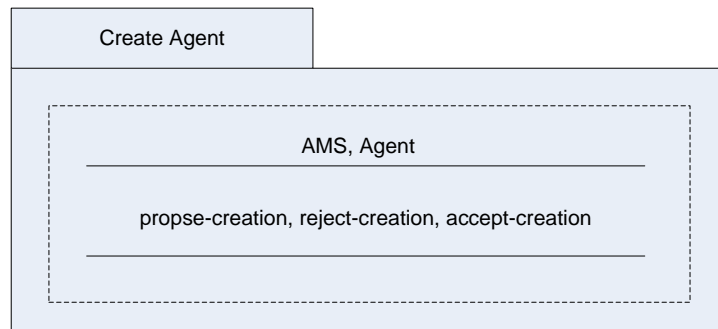 Create Agent
AMS, Agent
propse-creation, reject-creation, accept-creation